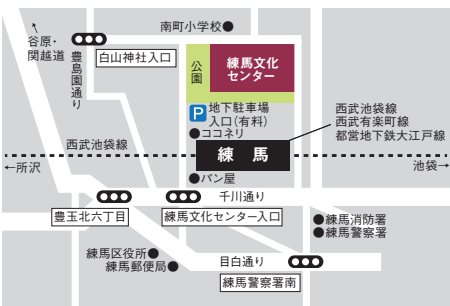 南町小学校●
↑
谷原・
関越道
豊島園通り
白山神社入口
公園
練馬文化
センター
P 地下駐車場
入口(有料)
●ココネリ
西武池袋線
西武有楽町線
都営地下鉄大江戸線
西武池袋線
練馬
←所沢
池袋→
●パン屋
千川通り
豊玉北六丁目
練馬文化センター入口
●練馬消防署
●練馬警察署
練馬区役所●
練馬郵便局●
目白通り
練馬警察署南